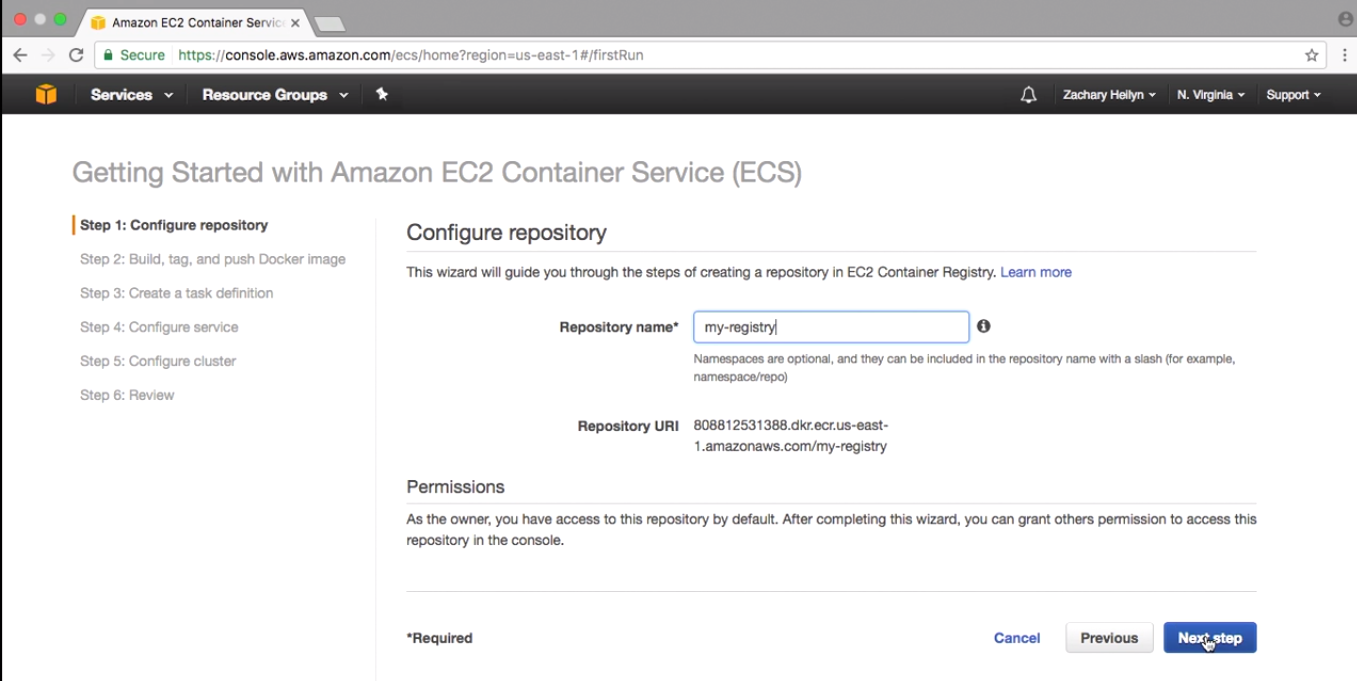 Amazon EC2 Container Servic
Secure https://console.aws.amazon.com/ecs/home?region=us-east-1#/firstRun
Services Resource Groups Zachary Heilyn N. Virginia Support
Getting Started with Amazon EC2 Container Service (ECS)
Step 1: Configure repository
Step 2: Build, tag, and push Docker image
Step 3: Create a task definition
Step 4: Configure service
Step 5: Configure cluster
Step 6: Review
Configure repository
This wizard will guide you through the steps of creating a repository in EC2 Container Registry. Learn more
Repository name* my-registry
Namespaces are optional, and they can be included in the repository name with a slash (for example,
namespace/repo)
Repository URI 808812531388.dkr.ecr.us-east-
1.amazonaws.com/my-registry
Permissions
As the owner, you have access to this repository by default. After completing this wizard, you can grant others permission to access this
repository in the console.
*Required Cancel Previous Next step